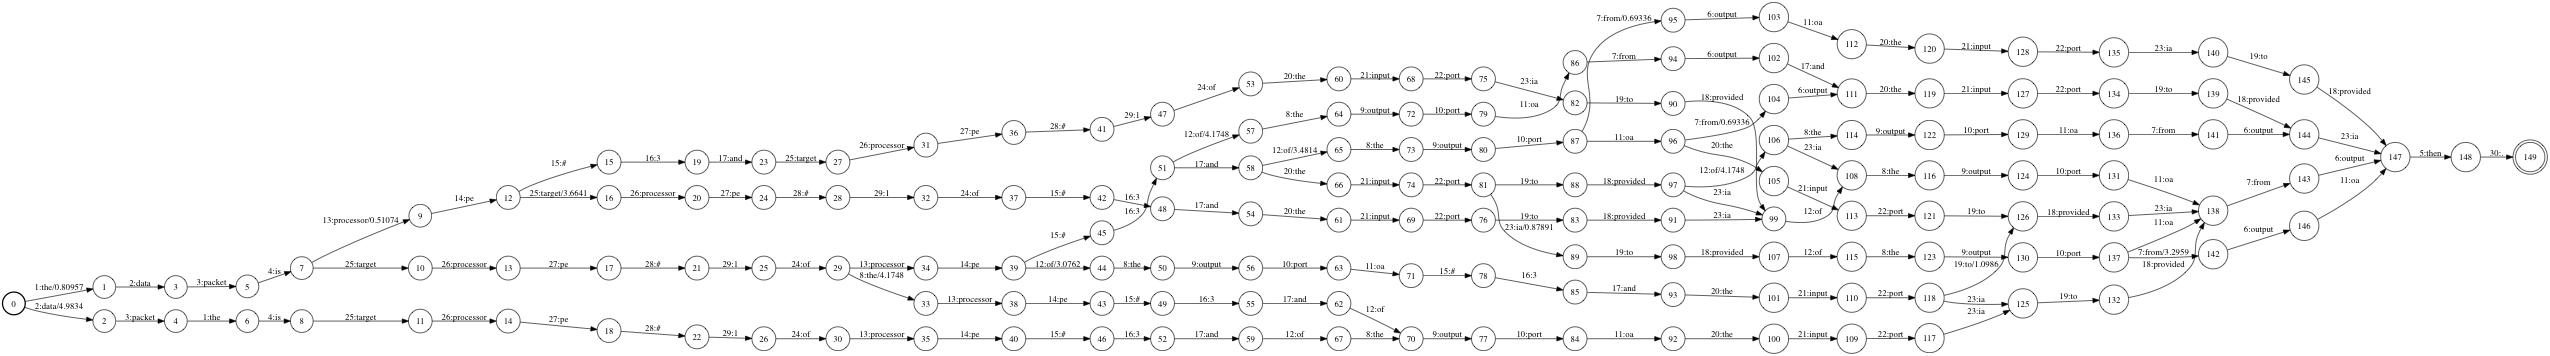 7:from/0.69336 95 6:output 103 11:oa 112 20:the 120 21:input 128 22:port 135 23:ia 140 19:to 145 18:provided
86 7:from 94 6:output 102 17:and 111 20:the 119 21:input 127 22:port 134 19:to 139 18:provided 144 23:ia
24:of 53 20:the 60 21:input 68 22:port 75 23:ia 82 19:to 90 18:provided 104 6:output
15:# 15 16:3 19 17:and 23 25:target 27 26:processor 31 27:pe 36 28:# 41 29:1 47
12:of/4.1748 57 8:the 64 9:output 72 10:port 79 11:oa
106 8:the 114 9:output 122 10:port 129 11:oa 136 7:from 141 6:output
51 17:and 58 12:of/3.4814 65 8:the 73 9:output 80 10:port 87 11:oa 96 7:from/0.69336 20:the 23:ia
147 5:then 148 30:. 149
13:processor/0.51074 9 14:pe 12 25:target/3.6641 16 26:processor 20 27:pe 24 28:# 28 29:1 32 24:of 37 15:# 42 16:3 48 17:and 54 20:the 61 21:input 69 22:port 76 19:to 83 18:provided 91 23:ia 99 12:of 108 8:the 116 9:output 124 10:port 131 11:oa
20:the 66 21:input 74 22:port 81 19:to 88 18:provided 97 12:of/4.1748 23:ia 105 21:input 113 22:port 121 19:to 126 18:provided 133 23:ia 138 7:from 143 6:output
15:# 45 16:3
7 25:target 10 26:processor 13 27:pe 17 28:# 21 29:1 25 24:of 29 13:processor 34 14:pe 39 12:of/3.0762 44 8:the 50 9:output 56 10:port 63 11:oa 71 15:# 78 16:3 85 17:and 93 20:the 101 21:input 110 22:port 118 19:to/1.0986 23:ia
23:ia/0.87891 89 19:to 98 18:provided 107 12:of 115 8:the 123 9:output 130 10:port 137 11:oa 7:from/3.2959 142 6:output 146 11:oa
0 1:the/0.80957 1 2:data 3 3:packet 5 4:is
8:the/4.1748 33 13:processor 38 14:pe 43 15:# 49 16:3 55 17:and 62 12:of
125 19:to 132 18:provided
2:data/4.9834 2 3:packet 4 1:the 6 4:is 8 25:target 11 26:processor 14 27:pe 18 28:# 22 29:1 26 24:of 30 13:processor 35 14:pe 40 15:# 46 16:3 52 17:and 59 12:of 67 8:the 70 9:output 77 10:port 84 11:oa 92 20:the 100 21:input 109 22:port 117 23:ia